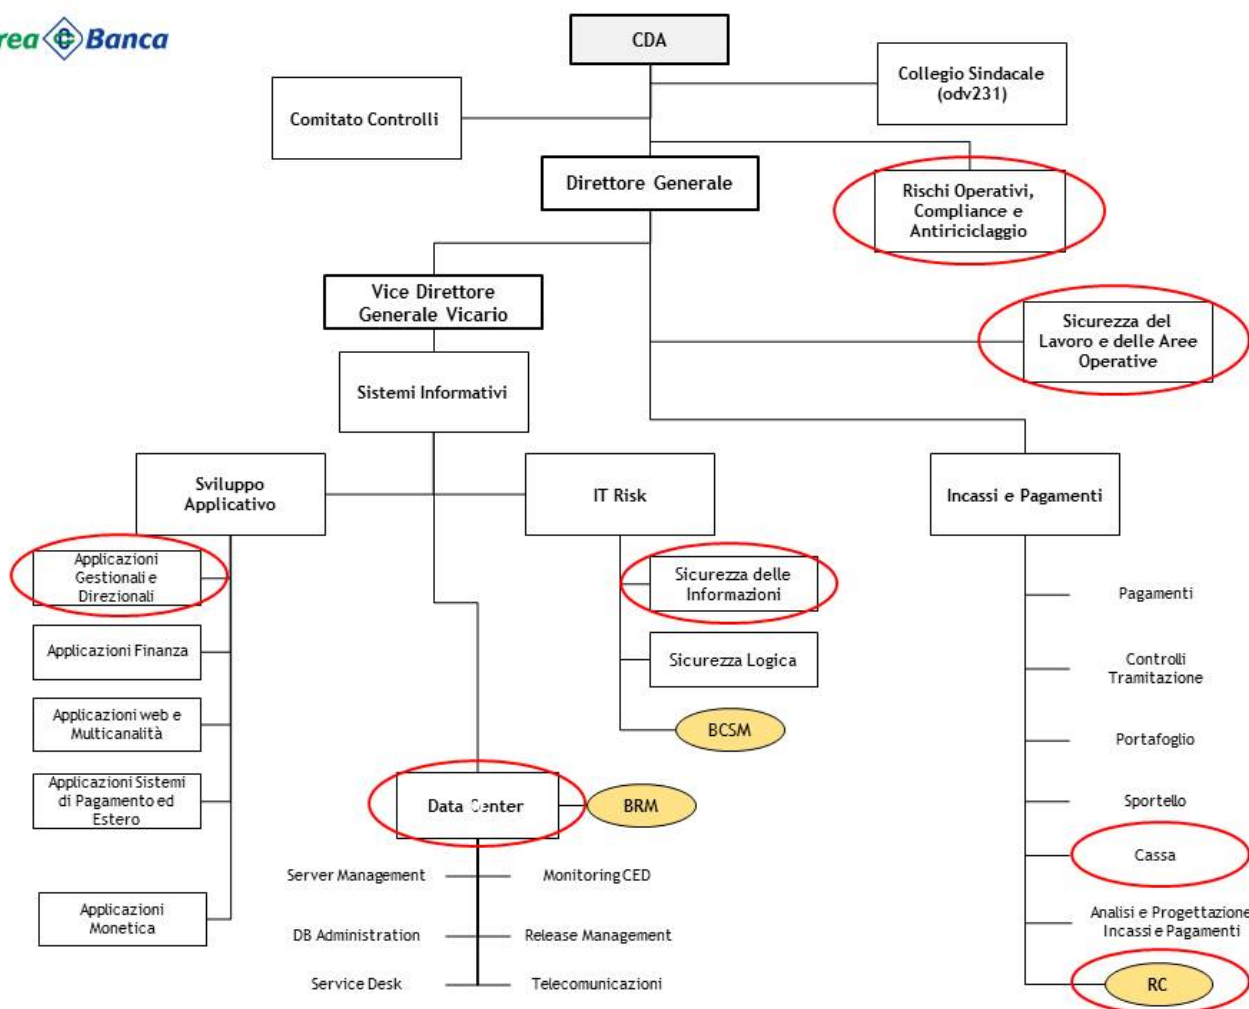 rea C Banca
CDA
Collegio Sindacale
(odv231)
Comitato Controlli
Direttore Generale
Rischi Operativi,
Compliance e
Antiriciclaggio
Vice Direttore
Generale Vicario
Sicurezza del
Lavoro e delle Aree
Operative
Sistemi Informativi
Sviluppo
Applicativo
IT Risk
Incassi e Pagamenti
Applicazioni
Gestionali e
Direzionali
Applicazioni Finanza
Applicazioni web e
Multicanalità
Applicazioni Sistemi
di Pagamento ed
Estero
Applicazioni
Monetica
Sicurezza delle
Informazioni
Sicurezza Logica
BCSM
Data Center
BRM
Server Management
Monitoring CED
DB Administration
Release Management
Service Desk
Telecomunicazioni
Pagamenti
Controlli
Tramitazione
Portafoglio
Sportello
Cassa
Analisi e Progettazione
Incassi e Pagamenti
RC